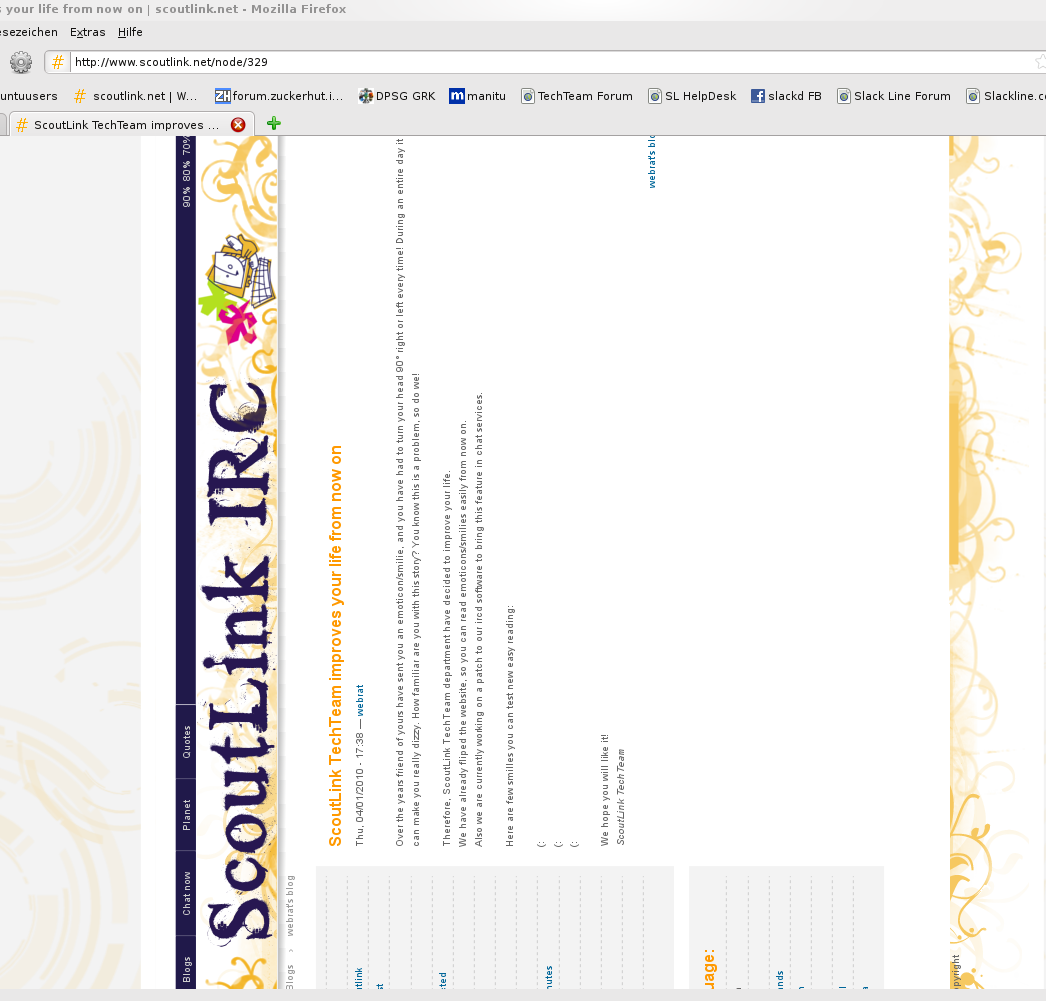 s your life from now on | scoutlink.net - Mozilla Firefox
esezeichen Extras Hilfe
# http://www.scoutlink.net/node/329
untuusers # scoutlink.net | W... ZH forum.zuckerhut.i... DPSG GRK m manitu TechTeam Forum SL HelpDesk f slackd FB Slack Line Forum Slackline.c
# ScoutLink TechTeam improves ...
Blogs Chat now Planet Quotes 90% 80% 70%
ScoutLink IRC
Blogs › webrat's blog
ScoutLink TechTeam improves your life from now on
Thu, 04/01/2010 - 17:38 — webrat
Over the years friend of yours have sent you an emoticon/smilie, and you have had to turn your head 90° right or left every time! During an entire day it
can make you really dizzy. How familiar are you with this story? You know this is a problem, so do we!
Therefore, ScoutLink TechTeam department have decided to improve your life.
We have already fliped the website, so you can read emoticons/smilies easily from now on.
Also we are currently working on a patch to our ircd software to bring this feature in chat services.
Here are few smilles you can test new easy reading:
(:
(:
(:
We hope you will like it!
ScoutLink TechTeam
webrat's blo
utlink
st
ted
nutes
uage:
ands
opyright